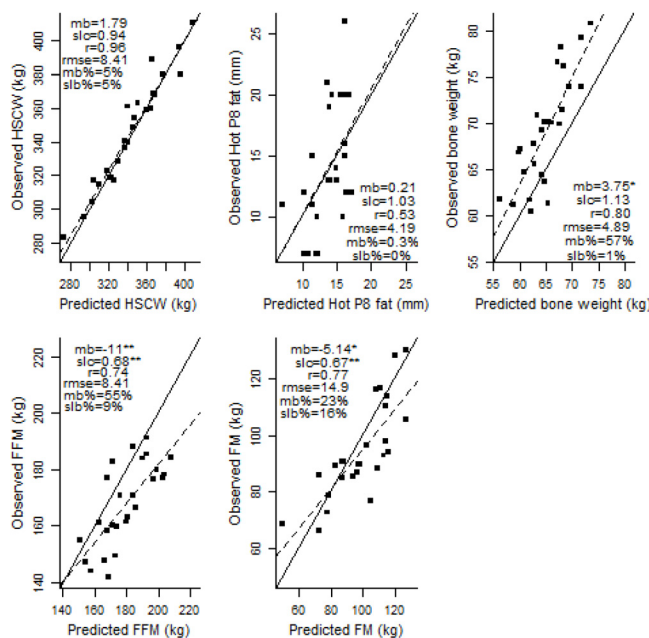 mb=1.79
slo=0.94
r=0.96
rmse=8.41
mb%=5%
slb%=5%
Observed HSCW (kg)
280 300 320 340 360 380 400
280 320 360 400
Predicted HSCW (kg)
mb=0.21
slo=1.03
r=0.53
rmse=4.19
mb%=0.3%
slb%=0%
Observed Hot P8 fat (mm)
10 15 20 25
10 15 20 25
Predicted Hot P8 fat (mm)
mb=3.75*
slo=1.13
r=0.80
rmse=4.89
mb%=57%
slb%=1%
Observed bone weight (kg)
55 60 65 70 75 80
55 60 65 70 75 80
Predicted bone weight (kg)
mb=-11**
slo=0.68**
r=0.74
rmse=8.41
mb%=55%
slb%=9%
Observed FFM (kg)
140 160 180 200 220
140 160 180 200 220
Predicted FFM (kg)
mb=-5.14*
slo=0.67**
r=0.77
rmse=14.9
mb%=23%
slb%=16%
Observed FM (kg)
60 80 100 120
60 80 100 120
Predicted FM (kg)